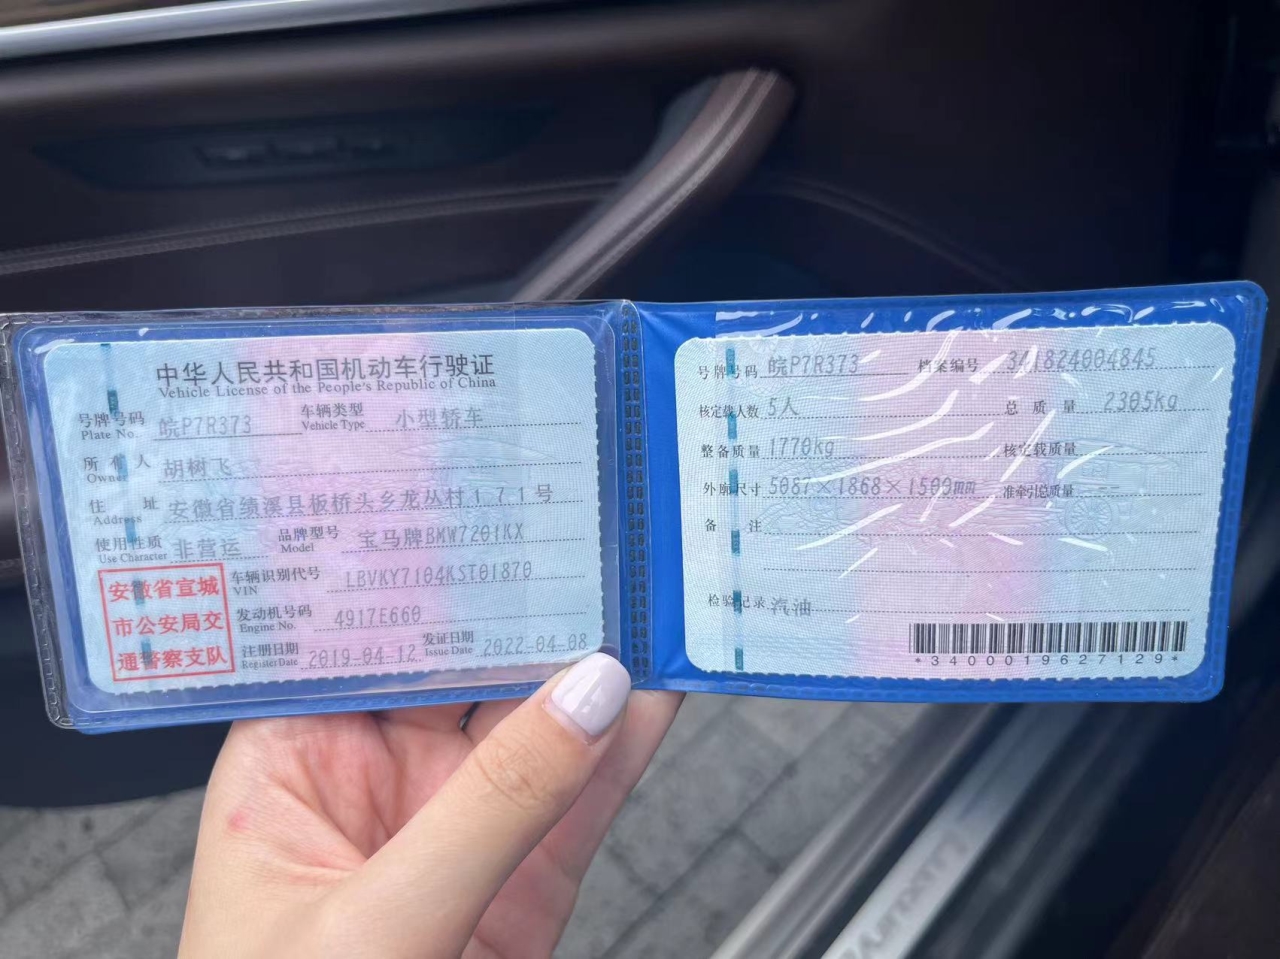 中华人民共和国机动车行驶证
Vehicle License of the People's Republic of China
号牌号码 皖P7R373 车辆类型 小型轿车
Plate No. Vehicle Type
所有人 胡树飞
Owner
住址 安徽省绩溪县板桥头乡龙丛村171号
Address
使用性质 非营运 品牌型号 宝马牌BMW7201KX
Use Character Model
安徽省宣城
市公安局交
通警察支队
车辆识别代号 LBVKY7104KST01870
VIN
发动机号码 4917E660
Engine No.
注册日期 2019-04-12 发证日期 2022-04-08
Register Date Issue Date
号牌号码 皖P7R373 档案编号 341824004845
核定载人数 5人 总质量 2305kg
整备质量 1770kg 核定载质量
外廓尺寸 5087×1868×1500mm 准牵引总质量
备注
检验记录 汽油
*3400019627129*